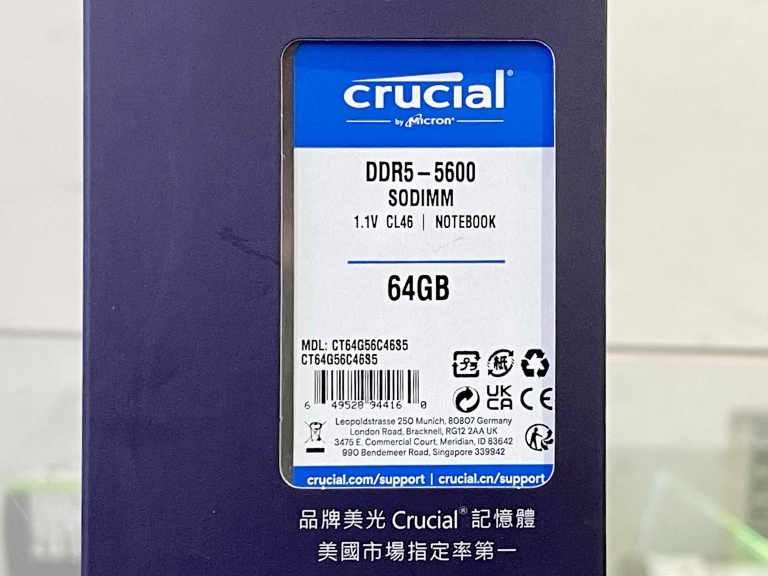 crucial®
by Micron®
DDR5-5600
SODIMM
1.1V CL46 | NOTEBOOK
64GB
MDL: CT64G56C46S5
CT64G56C46S5
プラ 紙
6 49528 94416 0
UK
CA CE
Leopoldstrasse 250 Munich, 80807 Germany
London Road, Bracknell, RG12 2AA UK
3475 E. Commercial Court, Meridian, ID 83642
990 Bendemeer Road, Singapore 339942
crucial.com/support | crucial.cn/support
品牌美光 Crucial® 記憶體
美國市場指定率第一